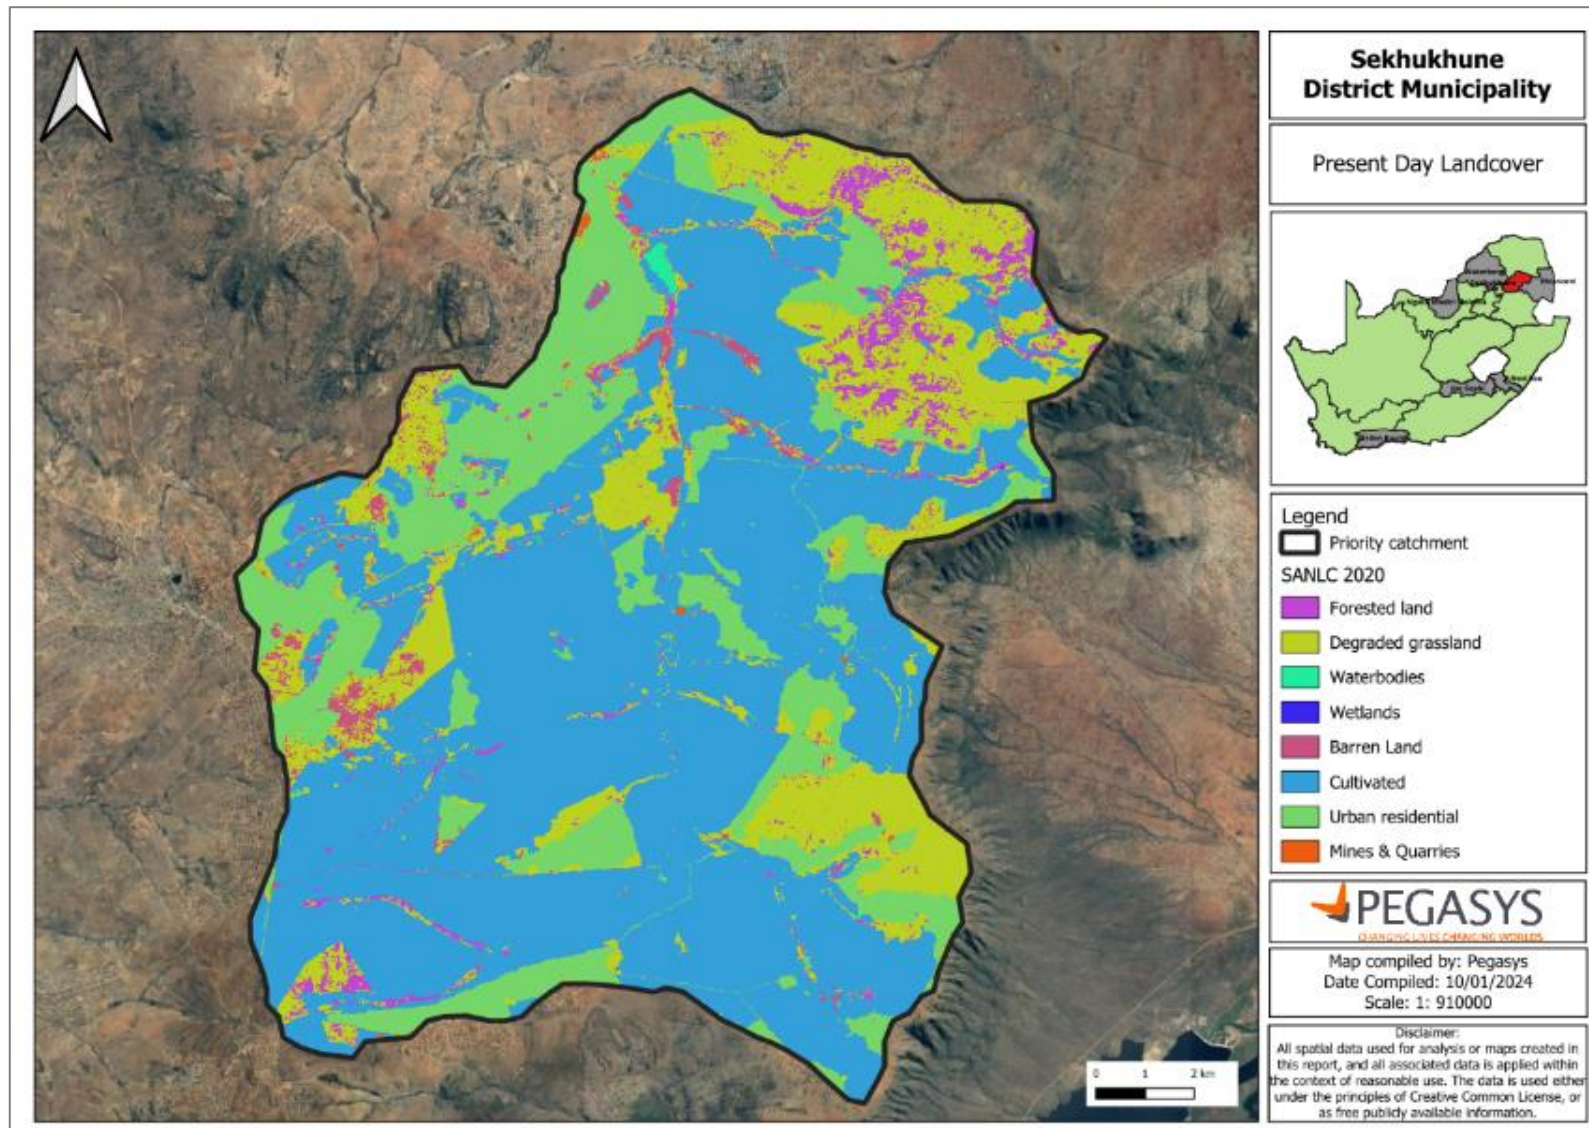 Sekhukhune
District Municipality
Present Day Landcover
Legend
Priority catchment
SANLC 2020
Forested land
Degraded grassland
Waterbodies
Wetlands
Barren Land
Cultivated
Urban residential
Mines & Quarries
PEGASYS
CHANGING LIVES CHANGING WORLDS
Map compiled by: Pegasys
Date Compiled: 10/01/2024
Scale: 1: 910000
Disclaimer:
All spatial data used for analysis or maps created in
this report, and all associated data is applied within
the context of reasonable use. The data is used either
under the principles of Creative Common License, or
as free publicly available information.
0 1 2 km